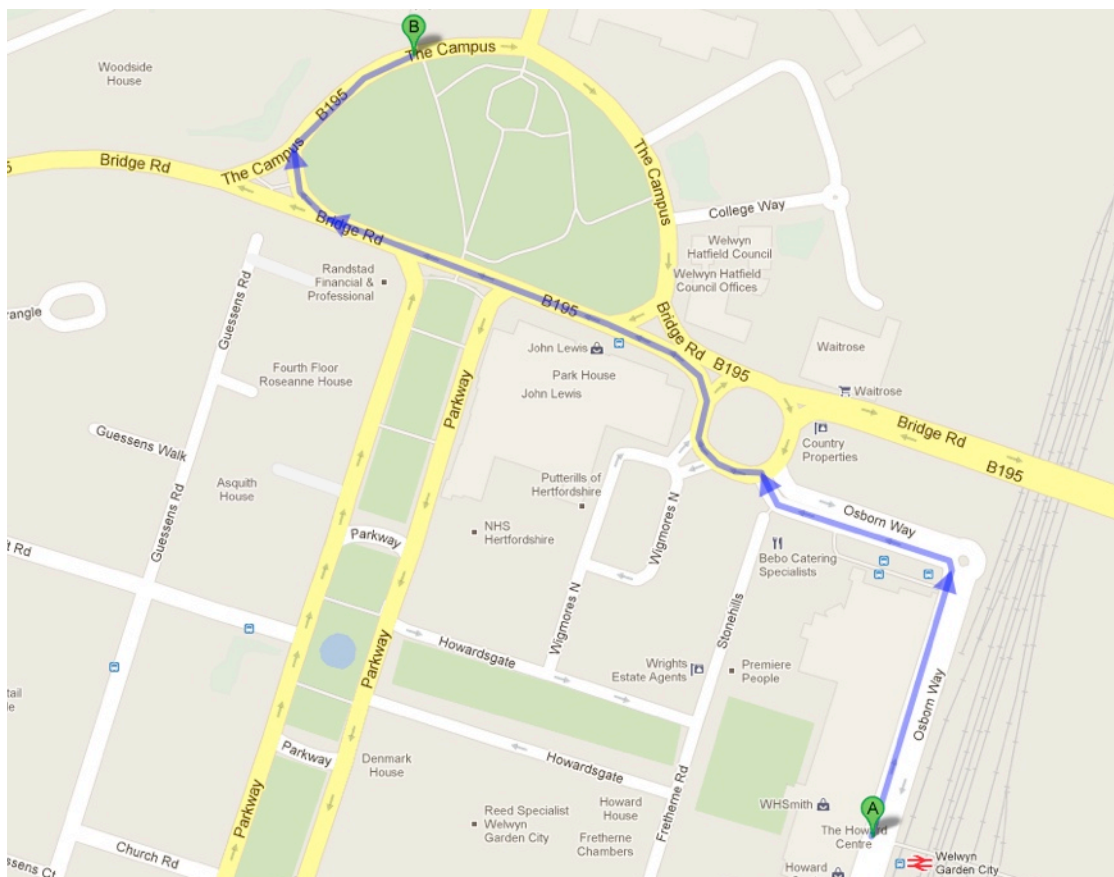 B
The Campus
Woodside
House
B195
The Campus
The Campus
Bridge Rd
Bridge Rd
College Way
Welwyn
Hatfield Council
Welwyn Hatfield
Council Offices
Randstad
Financial &
Professional
Guessens Rd
B195
Bridge Rd
B195
John Lewis
Park House
John Lewis
Waitrose
Waitrose
Fourth Floor
Roseanne House
Parkway
Bridge Rd
B195
Country
Properties
Guessens Walk
Asquith
House
Putterills of
Hertfordshire
Wigmores N
Osborn Way
Guessens Rd
NHS
Hertfordshire
Parkway
Bebo Catering
Specialists
Wigmores N
Stonehills
Howardsgate
Parkway
Wrights
Estate Agents
Premiere
People
Osborn Way
Parkway
Denmark
House
Howardsgate
Fretherne Rd
Parkway
Reed Specialist
Welwyn
Garden City
Howard
House
Fretherne
Chambers
WHSmith
A
The Howard
Centre
Church Rd
Howard
Welwyn
Garden City